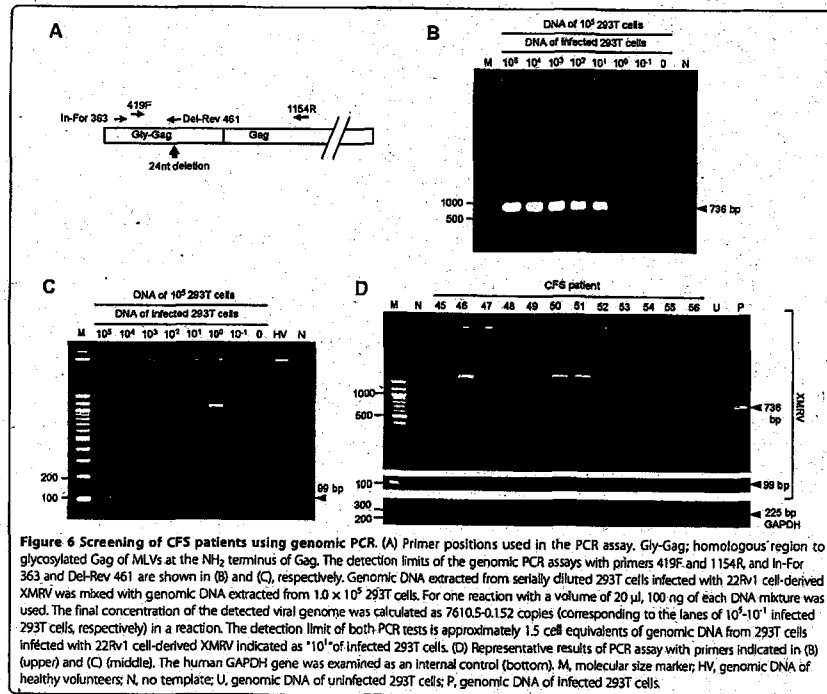 A
In-For 363
419F
Del-Rev 461
1154R
Gly-Gag
Gag
24nt deletion
B
DNA of 10⁵ 293T cells
DNA of infected 293T cells
M 10⁵ 10⁴ 10³ 10² 10¹ 10⁰ 10⁻¹ 0 N
1000
500
736 bp
C
DNA of 10⁵ 293T cells
DNA of infected 293T cells
M 10⁵ 10⁴ 10³ 10² 10¹ 10⁰ 10⁻¹ 0 HV N
200
100
99 bp
D
CFS patient
M N 45 46 47 48 49 50 51 52 53 54 55 56 U P
1000
500
736
bp
XMRV
100
99 bp
300
200
225 bp
GAPDH
Figure 6 Screening of CFS patients using genomic PCR. (A) Primer positions used in the PCR assay. Gly-Gag; homologous region to
glycosylated Gag of MLVs at the NH₂ terminus of Gag. The detection limits of the genomic PCR assays with primers 419F and 1154R, and In-For
363 and Del-Rev 461 are shown in (B) and (C), respectively. Genomic DNA extracted from serially diluted 293T cells infected with 22Rv1 cell-derived
XMRV was mixed with genomic DNA extracted from 1.0 x 10⁵ 293T cells. For one reaction with a volume of 20 μl, 100 ng of each DNA mixture was
used. The final concentration of the detected viral genome was calculated as 7610.5-0.152 copies (corresponding to the lanes of 10⁵-10⁻¹ infected
293T cells, respectively) in a reaction. The detection limit of both PCR tests is approximately 1.5 cell equivalents of genomic DNA from 293T cells
infected with 22Rv1 cell-derived XMRV indicated as "10¹"of infected 293T cells. (D) Representative results of PCR assay with primers indicated in (B)
(upper) and (C) (middle). The human GAPDH gene was examined as an internal control (bottom). M, molecular size marker; HV, genomic DNA of
healthy volunteers; N, no template; U, genomic DNA of uninfected 293T cells; P, genomic DNA of infected 293T cells.